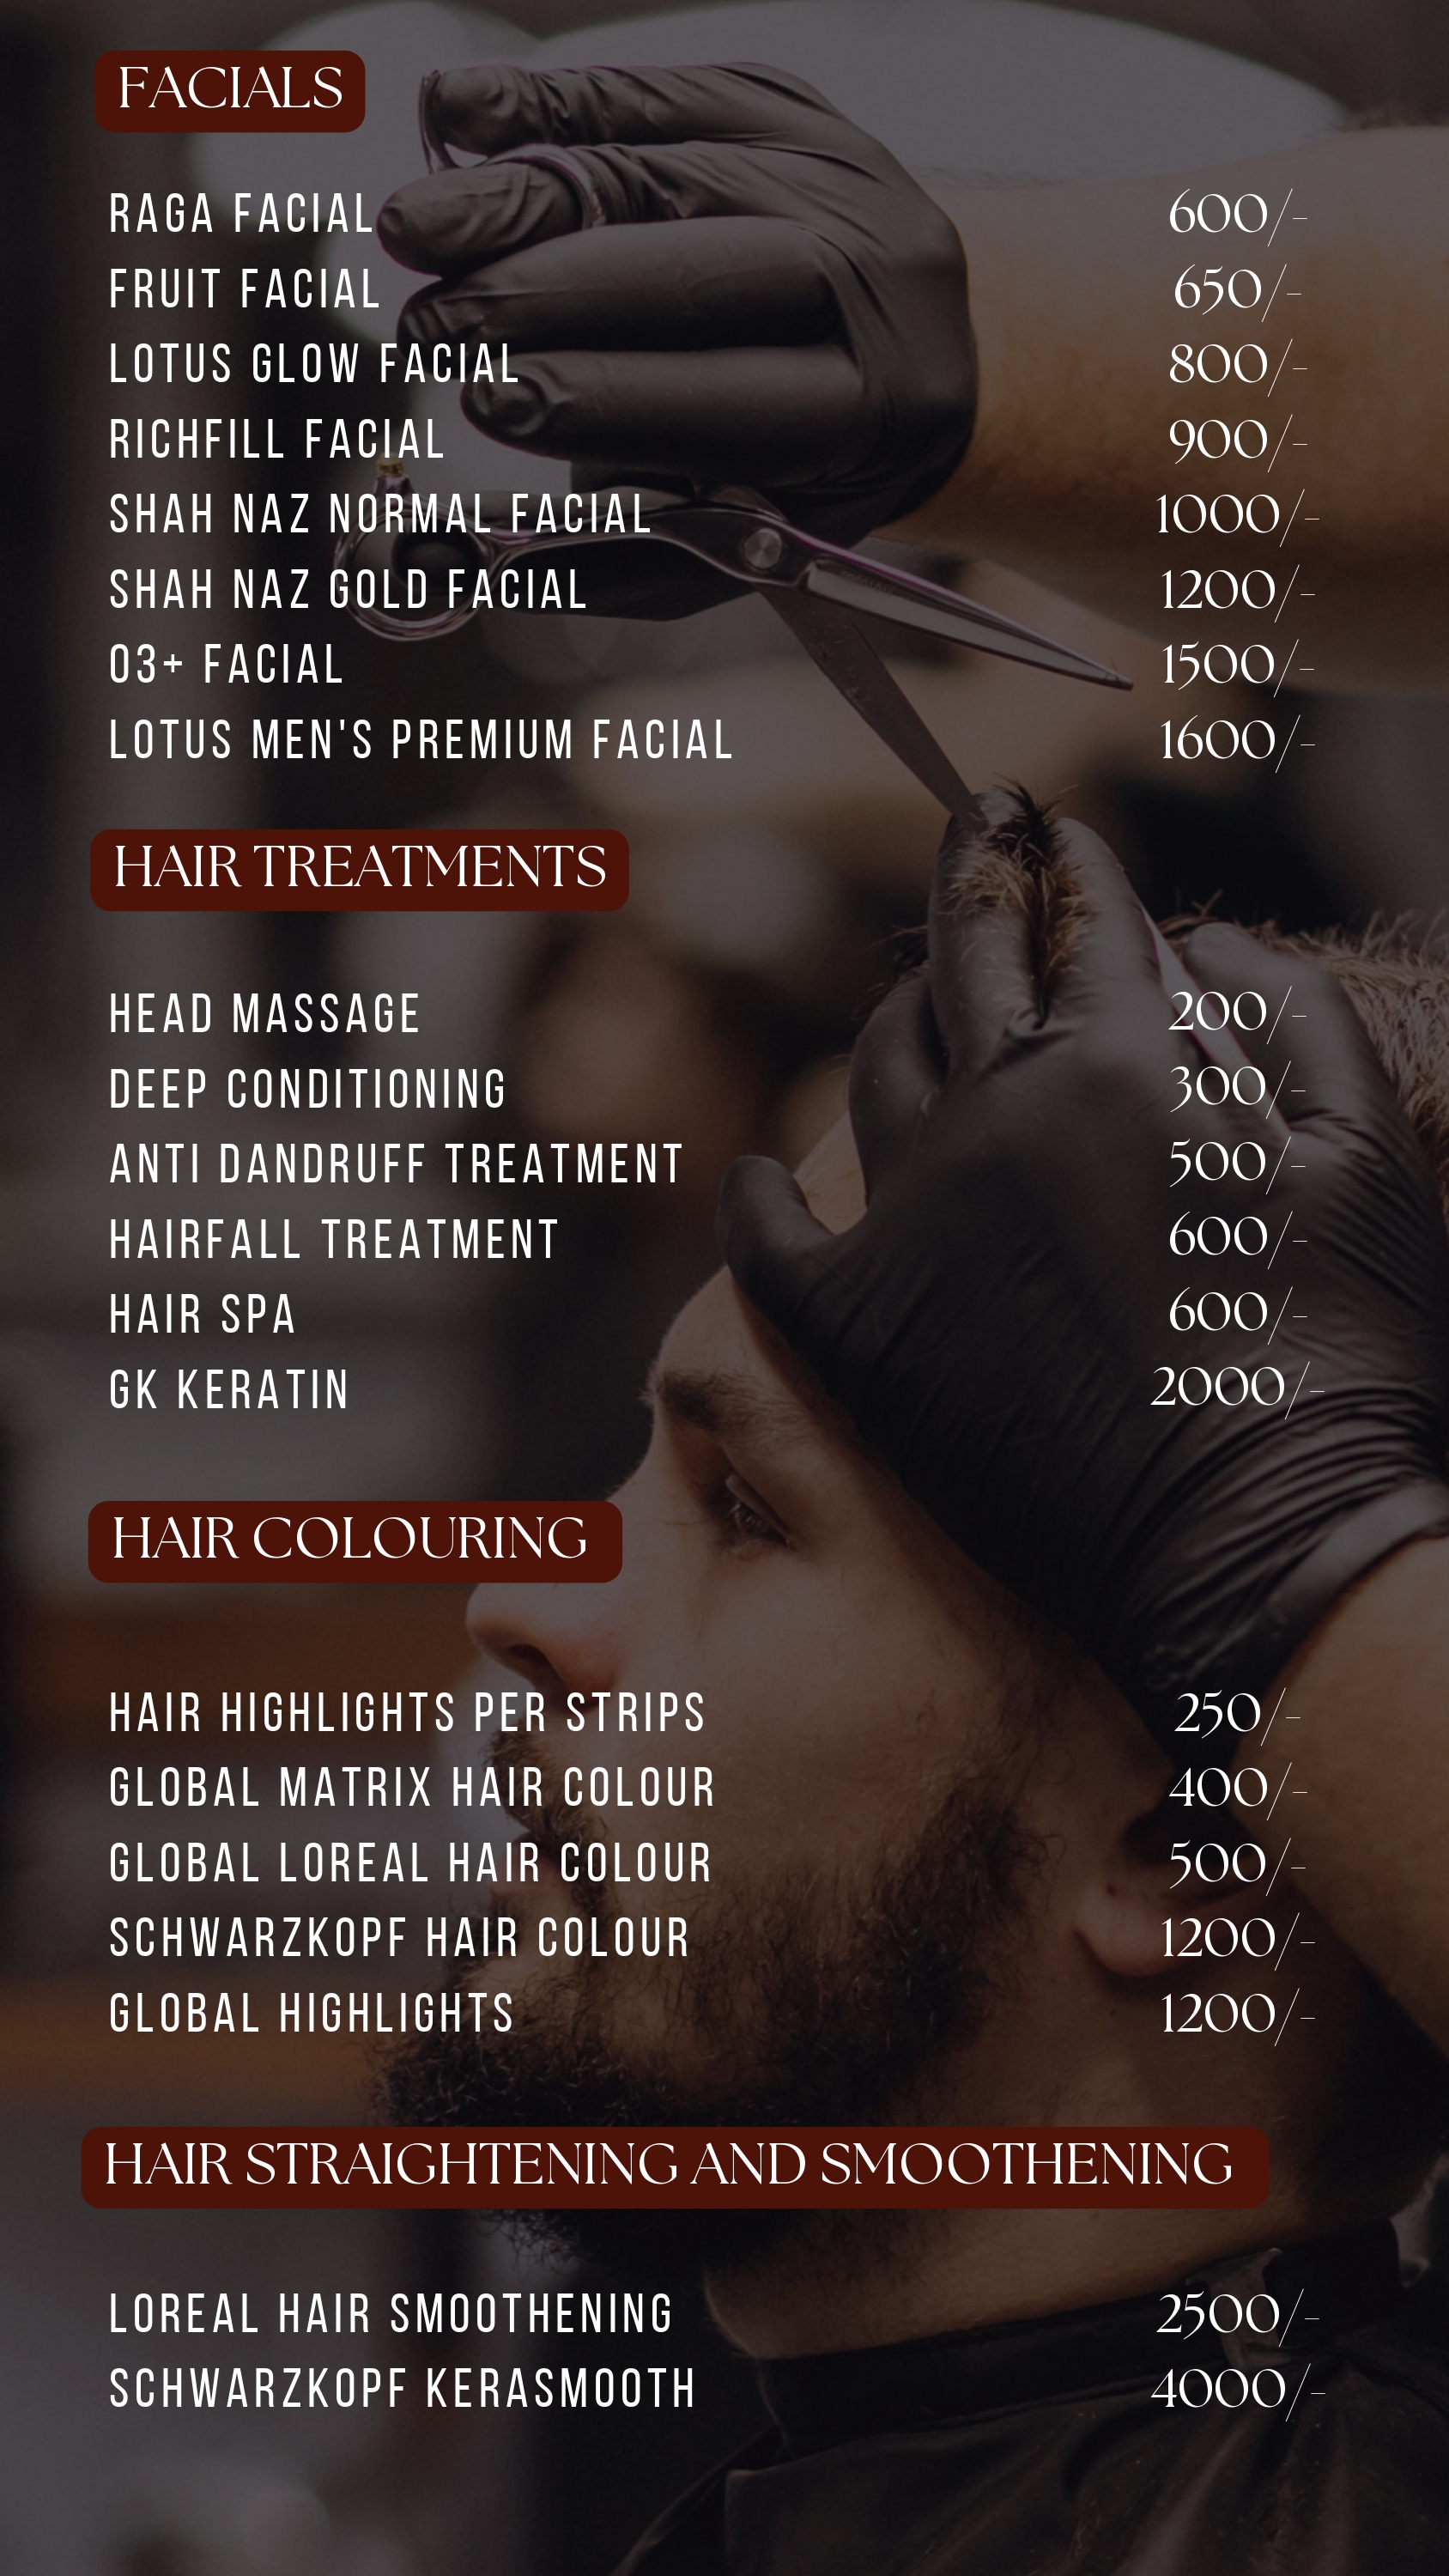 FACIALS
RAGA FACIAL 600/-
FRUIT FACIAL 650/-
LOTUS GLOW FACIAL 800/-
RICHFILL FACIAL 900/-
SHAH NAZ NORMAL FACIAL 1000/-
SHAH NAZ GOLD FACIAL 1200/-
O3+ FACIAL 1500/-
LOTUS MEN'S PREMIUM FACIAL 1600/-
HAIR TREATMENTS
HEAD MASSAGE 200/-
DEEP CONDITIONING 300/-
ANTI DANDRUFF TREATMENT 500/-
HAIRFALL TREATMENT 600/-
HAIR SPA 600/-
GK KERATIN 2000/-
HAIR COLOURING
HAIR HIGHLIGHTS PER STRIPS 250/-
GLOBAL MATRIX HAIR COLOUR 400/-
GLOBAL LOREAL HAIR COLOUR 500/-
SCHWARZKOPF HAIR COLOUR 1200/-
GLOBAL HIGHLIGHTS 1200/-
HAIR STRAIGHTENING AND SMOOTHENING
LOREAL HAIR SMOOTHENING 2500/-
SCHWARZKOPF KERASMOOTH 4000/-